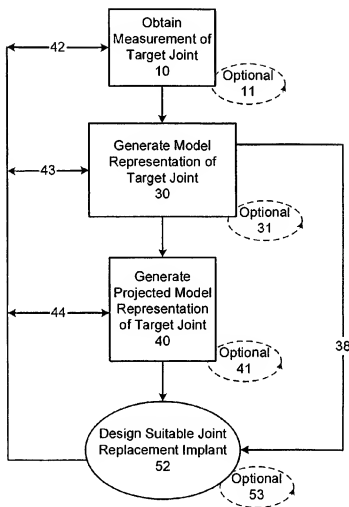 Obtain
Measurement of
Target Joint
10
42
Optional
11
Generate Model
Representation of
Target Joint
30
43
Optional
31
Generate
Projected Model
Representation
of Target Joint
40
44
Optional
41
38
Design Suitable Joint
Replacement Implant
52
Optional
53